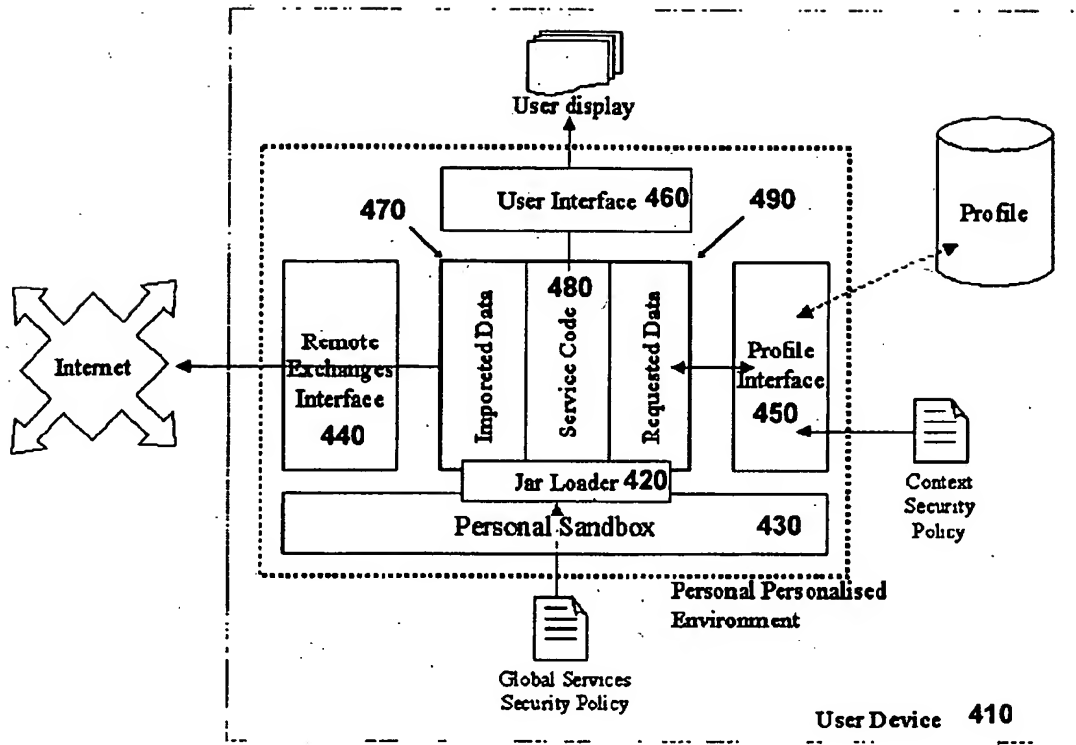 User display
User Interface 460
470
490
Profile
Internet
Remote
Exchanges
Interface
440
Imporeted Data
480
Service Code
Requested Data
Profile
Interface
450
Jar Loader 420
Personal Sandbox 430
Context
Security
Policy
Personal Personalised
Environment
Global Services
Security Policy
User Device 410